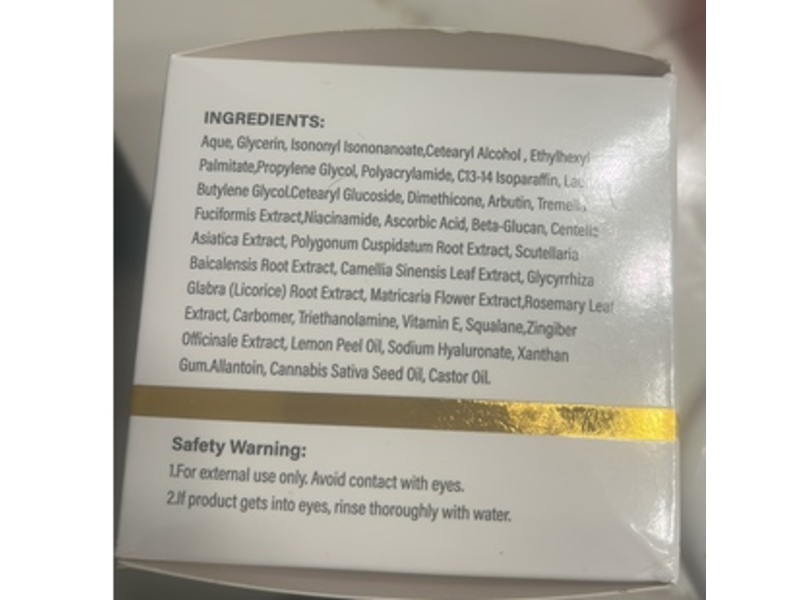 INGREDIENTS:
Aque, Glycerin, Isononyl Isononanoate,Cetearyl Alcohol , Ethylhexyl
Palmitate,Propylene Glycol, Polyacrylamide, C13-14 Isoparaffin,
Butylene Glycol.Cetearyl Glucoside, Dimethicone, Arbutin, Tremella
Fuciformis Extract,Niacinamide, Ascorbic Acid, Beta-Glucan, Centella
Asiatica Extract, Polygonum Cuspidatum Root Extract, Scutellaria
Baicalensis Root Extract, Camellia Sinensis Leaf Extract, Glycyrrhiza
Glabra (Licorice) Root Extract, Matricaria Flower Extract,Rosemary Leaf
Extract, Carbomer, Triethanolamine, Vitamin E, Squalane,Zingiber
Officinale Extract, Lemon Peel Oil, Sodium Hyaluronate, Xanthan
Gum.Allantoin, Cannabis Sativa Seed Oil, Castor Oil.
Safety Warning:
1.For external use only. Avoid contact with eyes.
2.If product gets into eyes, rinse thoroughly with water.